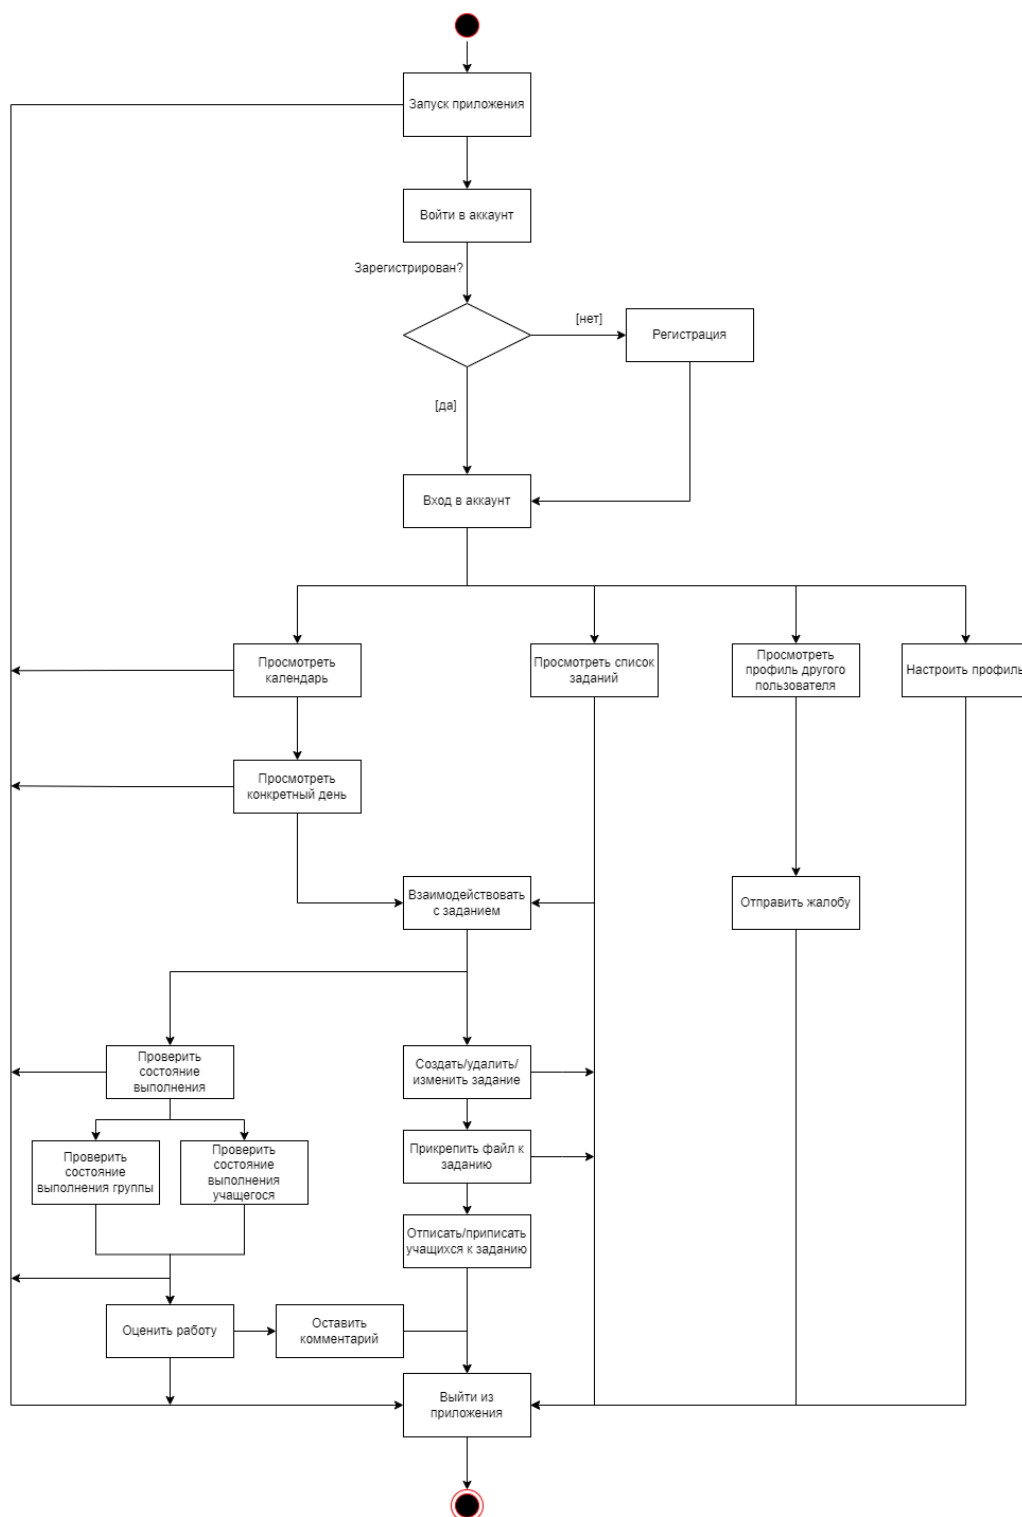 Запуск приложения
Войти в аккаунт
Зарегистрирован?
[нет]
Регистрация
[да]
Вход в аккаунт
Просмотреть
календарь
Просмотреть список
заданий
Просмотреть
профиль другого
пользователя
Настроить профиль
Просмотреть
конкретный день
Взаимодействовать
с заданием
Отправить жалобу
Проверить
состояние
выполнения
Создать/удалить/
изменить задание
Проверить
состояние
выполнения группы
Проверить
состояние
выполнения
учащегося
Прикрепить файл к
заданию
Отписать/приписать
учащихся к заданию
Оценить работу
Оставить
комментарий
Выйти из
приложения